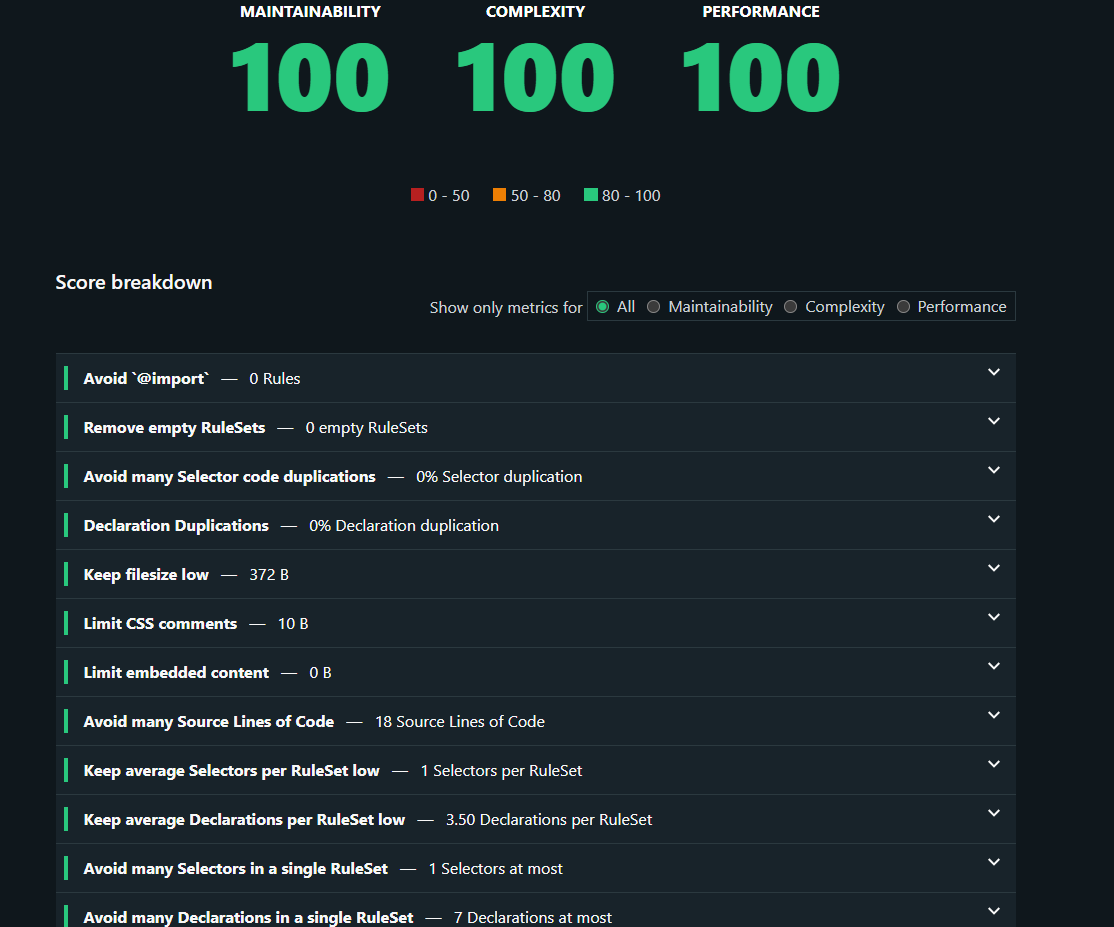 MAINTAINABILITY COMPLEXITY PERFORMANCE
100 100 100
0 - 50 50 - 80 80 - 100
Score breakdown
Show only metrics for All Maintainability Complexity Performance
Avoid `@import` — 0 Rules
Remove empty RuleSets — 0 empty RuleSets
Avoid many Selector code duplications — 0% Selector duplication
Declaration Duplications — 0% Declaration duplication
Keep filesize low — 372 B
Limit CSS comments — 10 B
Limit embedded content — 0 B
Avoid many Source Lines of Code — 18 Source Lines of Code
Keep average Selectors per RuleSet low — 1 Selectors per RuleSet
Keep average Declarations per RuleSet low — 3.50 Declarations per RuleSet
Avoid many Selectors in a single RuleSet — 1 Selectors at most
Avoid many Declarations in a single RuleSet — 7 Declarations at most